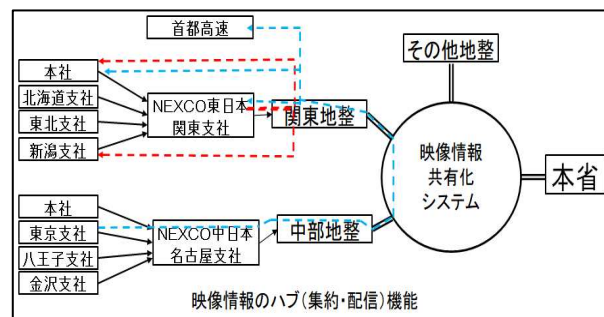 首都高速
その他地整
本社
北海道支社
東北支社
新潟支社
NEXCO東日本
関東支社
関東地整
映像情報
共有化
システム
本省
本社
東京支社
八王子支社
金沢支社
NEXCO中日本
名古屋支社
中部地整
映像情報のハブ(集約・配信)機能